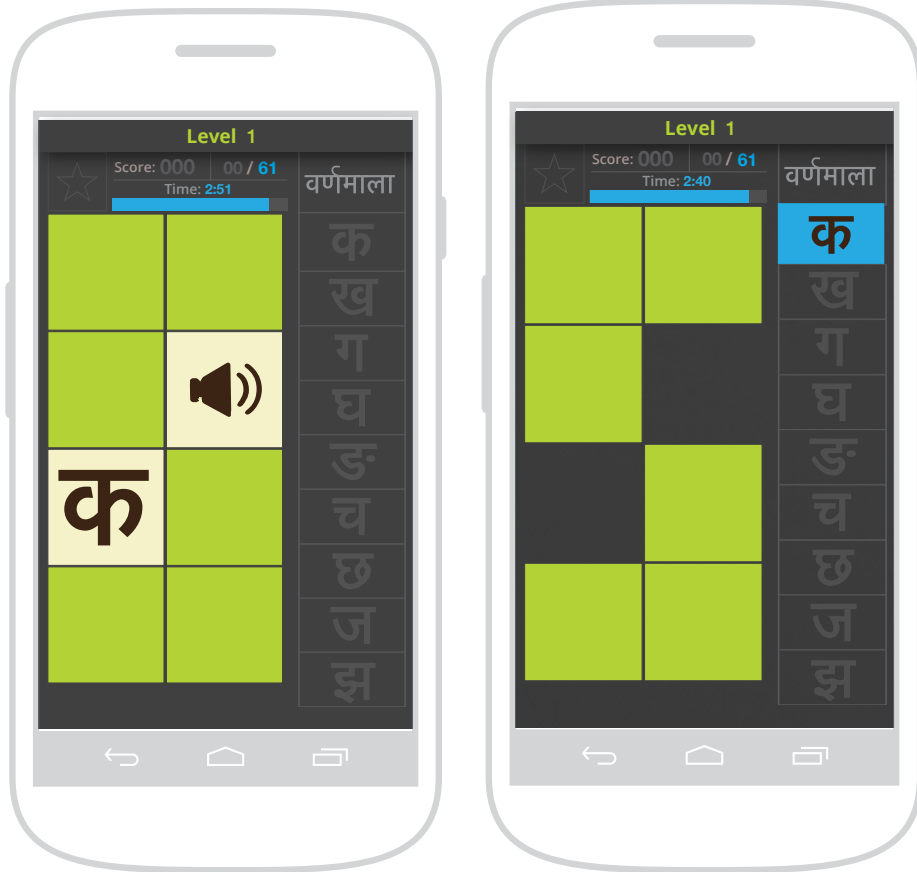 Level 1
Score: 000 00 / 61
Time: 2:51
वर्णमाला
क
ख
ग
घ
ङ
च
छ
ज
झ
क
Level 1
Score: 000 00 / 61
Time: 2:40
वर्णमाला
क
ख
ग
घ
ङ
च
छ
ज
झ